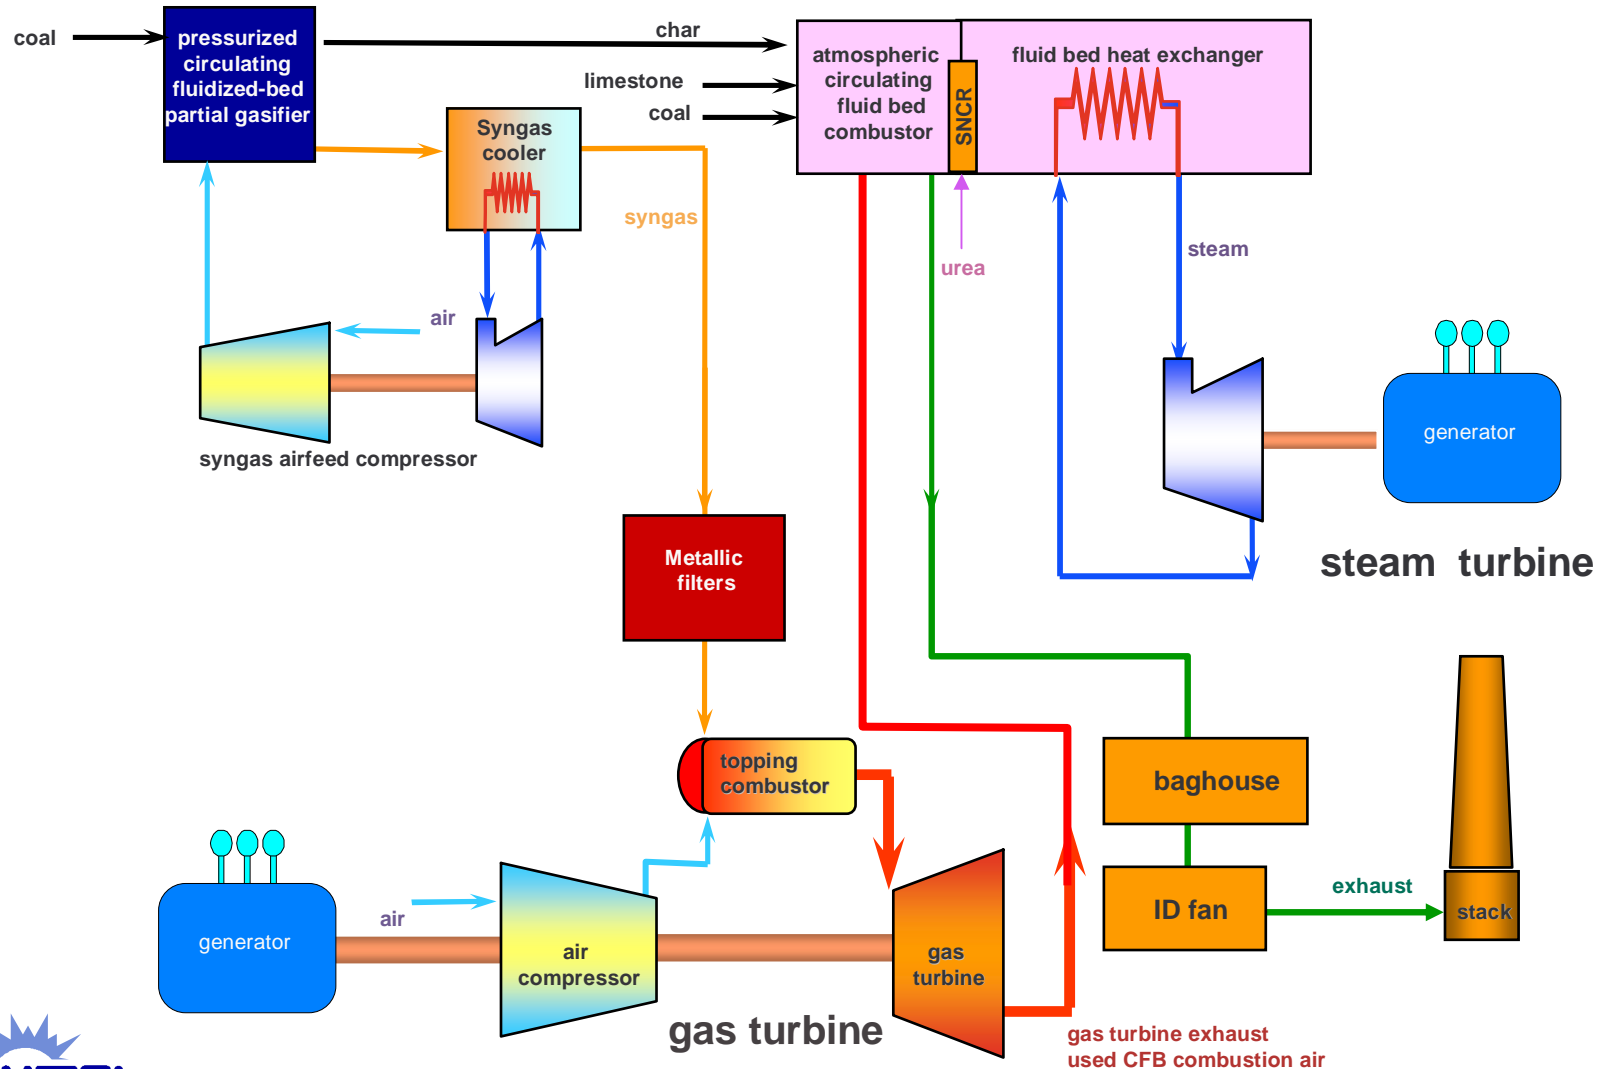 coal
pressurized
circulating
fluidized-bed
partial gasifier
char
limestone
coal
atmospheric
circulating
fluid bed
combustor
SNCR
fluid bed heat exchanger
Syngas
cooler
syngas
urea
steam
air
syngas airfeed compressor
generator
steam turbine
Metallic
filters
topping
combustor
baghouse
ID fan
exhaust
stack
generator
air
air
compressor
gas
turbine
gas turbine
gas turbine exhaust
used CFB combustion air